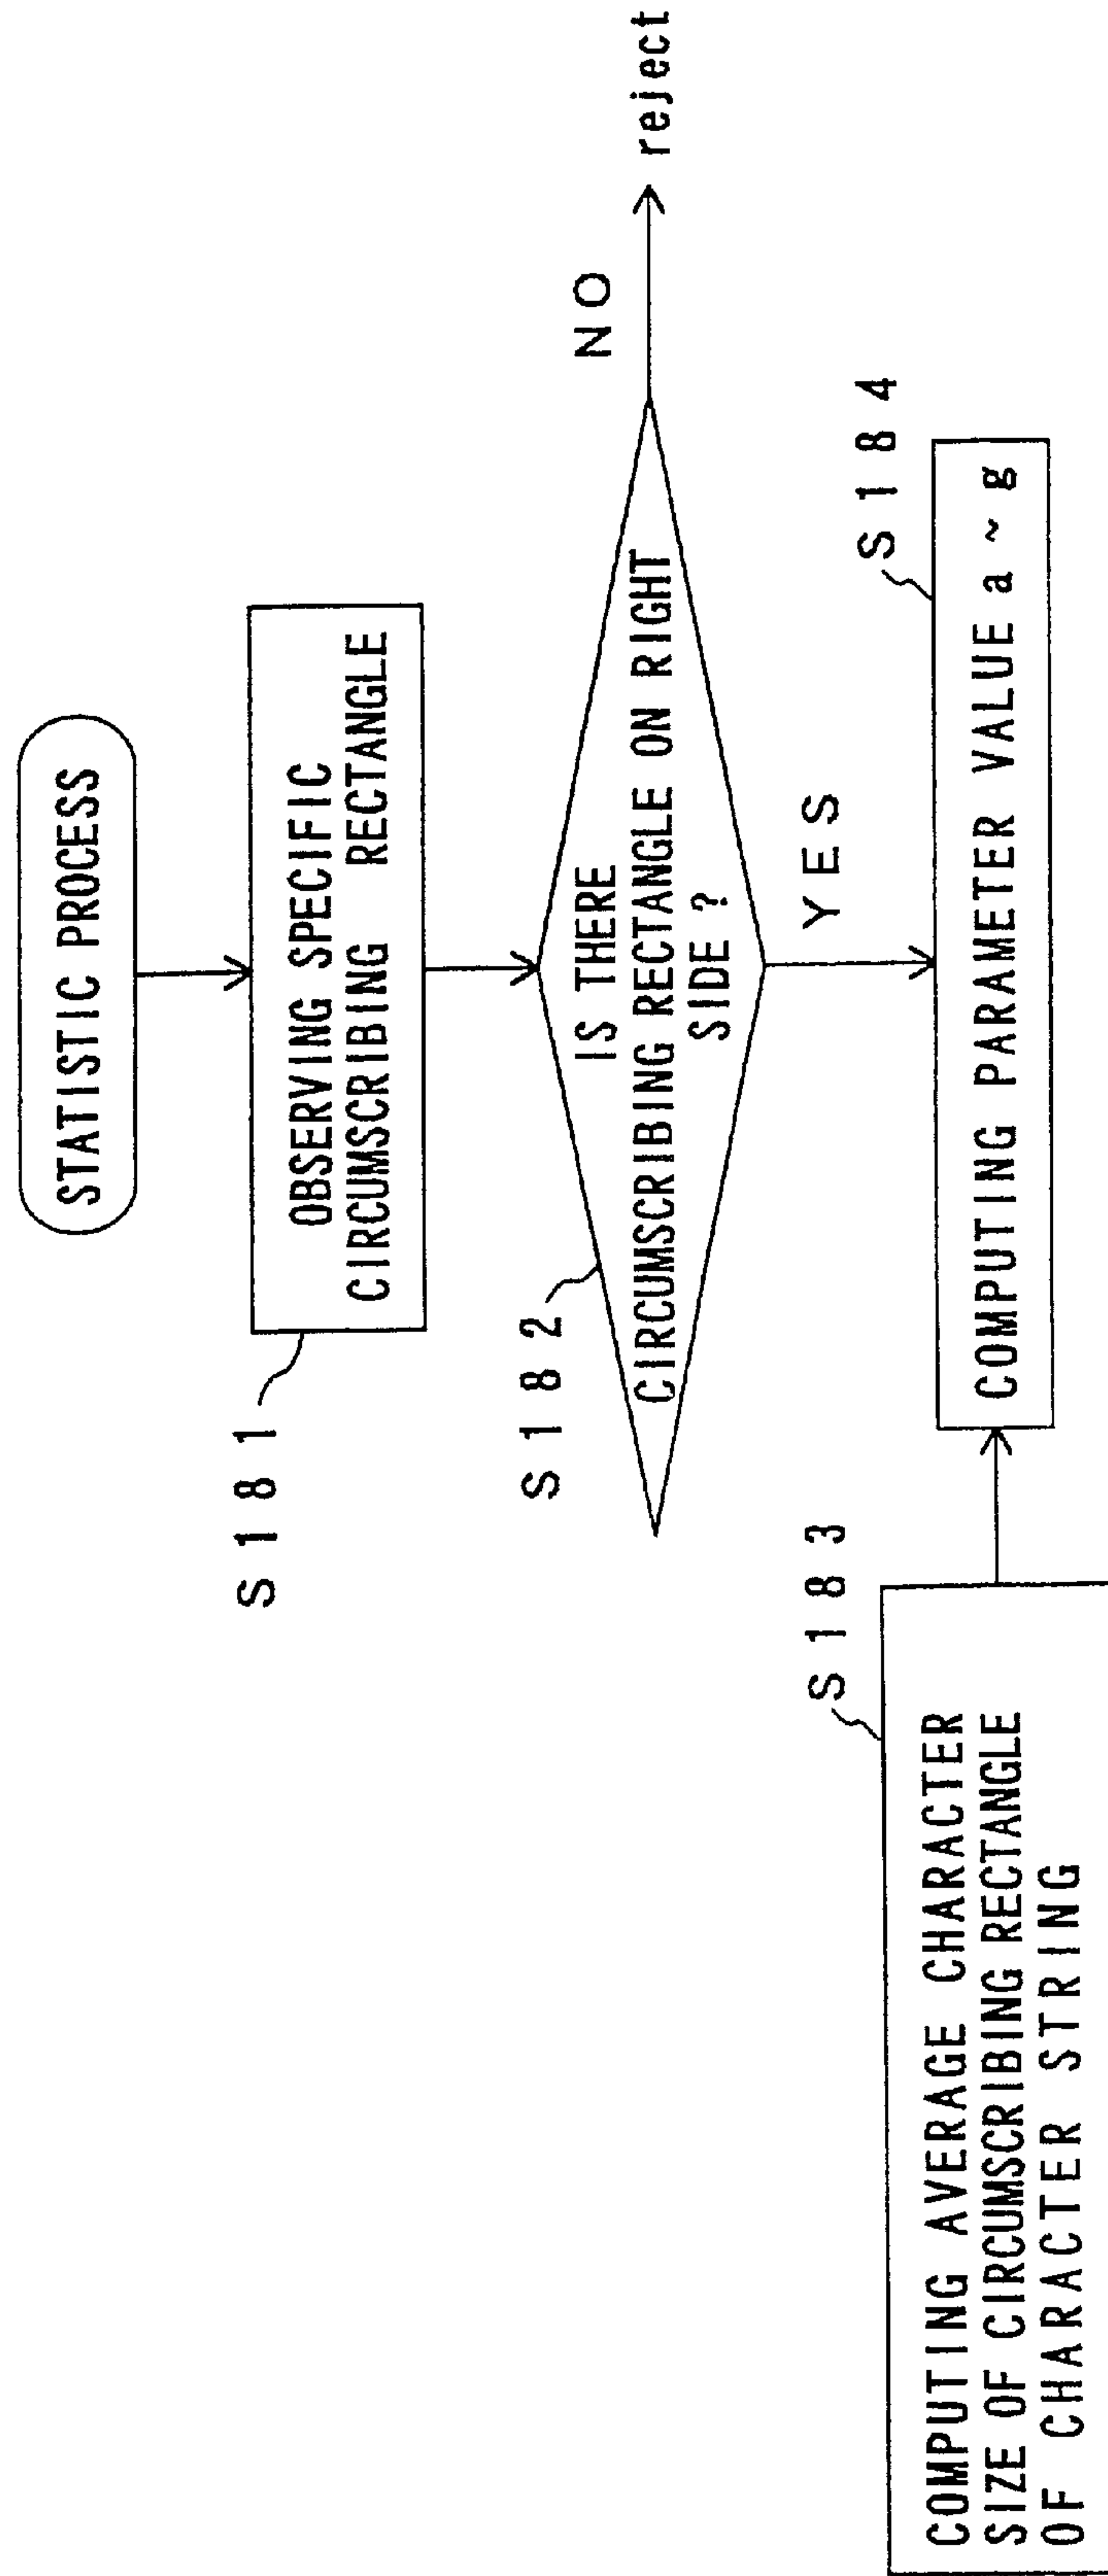 STATISTIC PROCESS
S181
OBSERVING SPECIFIC
CIRCUMSCRIBING RECTANGLE
S182
IS THERE
CIRCUMSCRIBING RECTANGLE ON RIGHT
SIDE ?
NO
reject
YES
S183
COMPUTING AVERAGE CHARACTER
SIZE OF CIRCUMSCRIBING RECTANGLE
OF CHARACTER STRING
S184
COMPUTING PARAMETER VALUE a ~ g